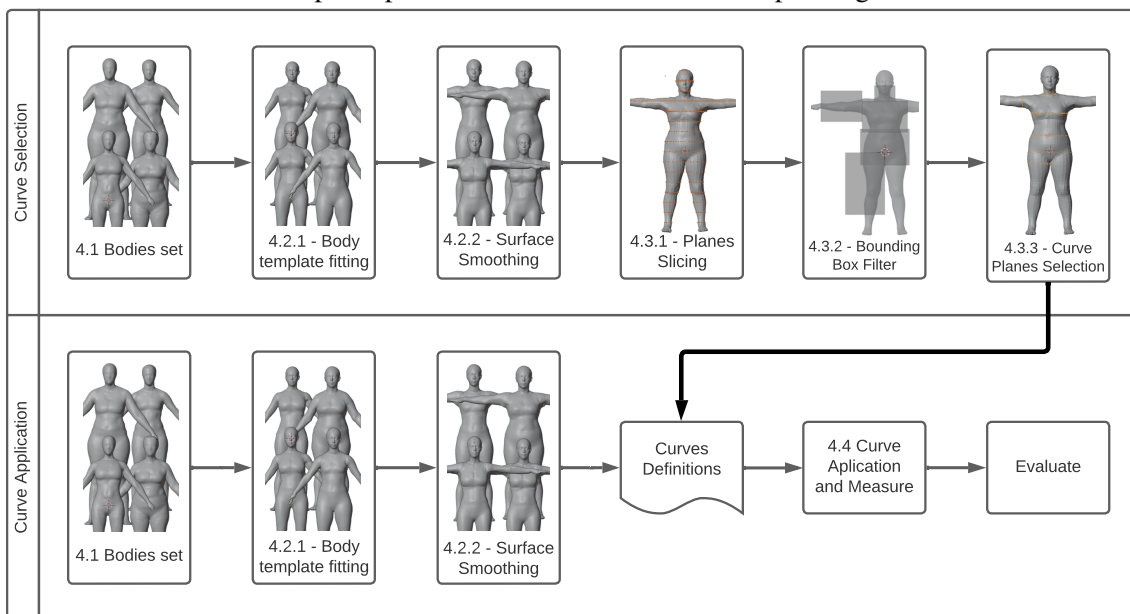 Curve Selection
4.1 Bodies set
4.2.1 - Body
template fitting
4.2.2 - Surface
Smoothing
4.3.1 - Planes
Slicing
4.3.2 - Bounding
Box Filter
4.3.3 - Curve
Planes Selection
Curve Application
4.1 Bodies set
4.2.1 - Body
template fitting
4.2.2 - Surface
Smoothing
Curves
Definitions
4.4 Curve
Aplication
and Measure
Evaluate